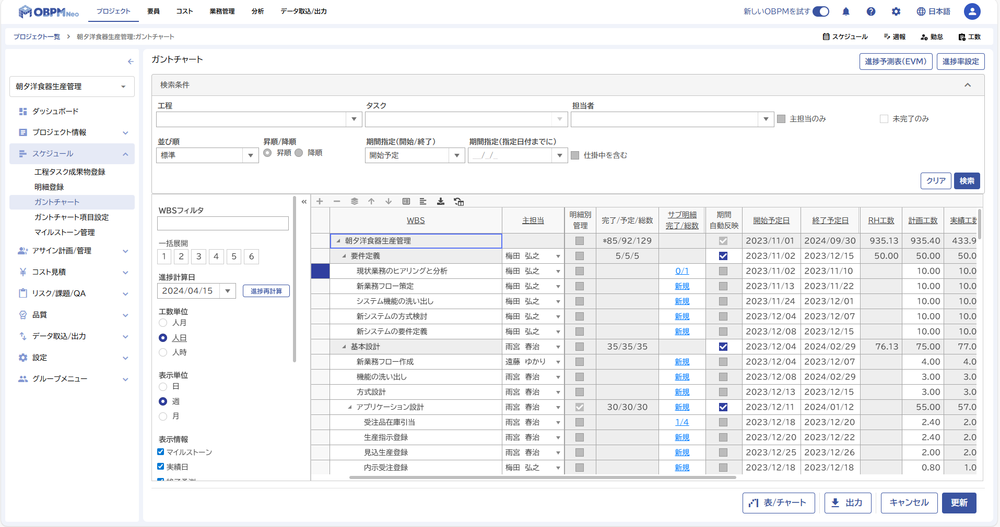 OBPM Neo プロジェクト 要員 コスト 業務管理 分析 データ取込/出力 新しいOBPMを試す 日本語
プロジェクト一覧 > 朝夕洋食器生産管理:ガントチャート スケジュール 週報 勤怠 工数
朝夕洋食器生産管理
ダッシュボード
プロジェクト情報
スケジュール
工程タスク成果物登録
明細登録
ガントチャート
ガントチャート項目設定
マイルストーン管理
アサイン計画/管理
コスト見積
リスク/課題/QA
品質
データ取込/出力
設定
グループメニュー
ガントチャート 進捗予測表(EVM) 進捗率設定
検索条件
工程 タスク 担当者
主担当のみ 未完了のみ
並び順 昇順/降順 期間指定(開始/終了) 期間指定(指定日付までに)
標準 昇順 降順 開始予定 __/_/_ 仕掛中を含む
クリア 検索
WBSフィルタ
一括展開
1 2 3 4 5 6
進捗計算日
2024/04/15 進捗再計算
工数単位
人月
人日
人時
表示単位
日
週
月
表示情報
マイルストーン
実績日
«
WBS 主担当 明細別管理 完了/予定/総数 サブ明細完了/総数 期間自動反映 開始予定日 終了予定日 RH工数 計画工数 実績工数
朝夕洋食器生産管理 *85/92/129 2023/11/01 2024/09/30 935.13 935.40 433.9
要件定義 梅田 弘之 5/5/5 2023/11/02 2023/12/15 50.00 50.00 50.0
現状業務のヒアリングと分析 梅田 弘之 0/1 2023/11/02 2023/11/10 10.00 10.0
新業務フロー策定 梅田 弘之 新規 2023/11/13 2023/11/22 10.00 10.0
システム機能の洗い出し 梅田 弘之 新規 2023/11/24 2023/12/01 10.00 10.0
新システムの方式検討 梅田 弘之 新規 2023/12/04 2023/12/07 10.00 10.0
新システムの要件定義 梅田 弘之 新規 2023/12/08 2023/12/15 10.00 10.0
基本設計 雨宮 春治 35/35/35 2023/12/04 2024/02/29 76.13 75.00 77.0
新業務フロー作成 遠藤 ゆかり 新規 2023/12/04 2023/12/07 4.00 4.0
機能の洗い出し 雨宮 春治 新規 2023/12/08 2024/02/29 3.00 3.0
方式設計 雨宮 春治 新規 2023/12/13 2023/12/15 3.00 3.0
アプリケーション設計 雨宮 春治 30/30/30 新規 2023/12/11 2024/01/12 55.00 57.0
受注品在庫引当 雨宮 春治 1/4 2023/12/18 2023/12/20 2.40 2.0
生産指示登録 雨宮 春治 新規 2023/12/20 2023/12/22 2.40 2.0
見込生産登録 雨宮 春治 新規 2023/12/25 2023/12/26 2.00 2.0
内示受注登録 梅田 弘之 新規 2023/12/18 2023/12/18 0.80 1.0
表/チャート 出力 キャンセル 更新